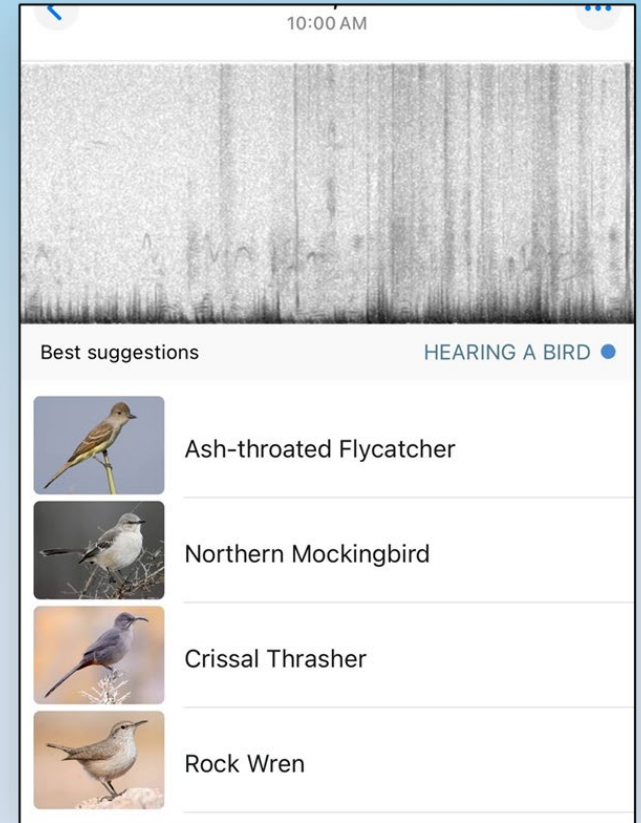 10:00 AM
Best suggestions
HEARING A BIRD
Ash-throated Flycatcher
Northern Mockingbird
Crissal Thrasher
Rock Wren